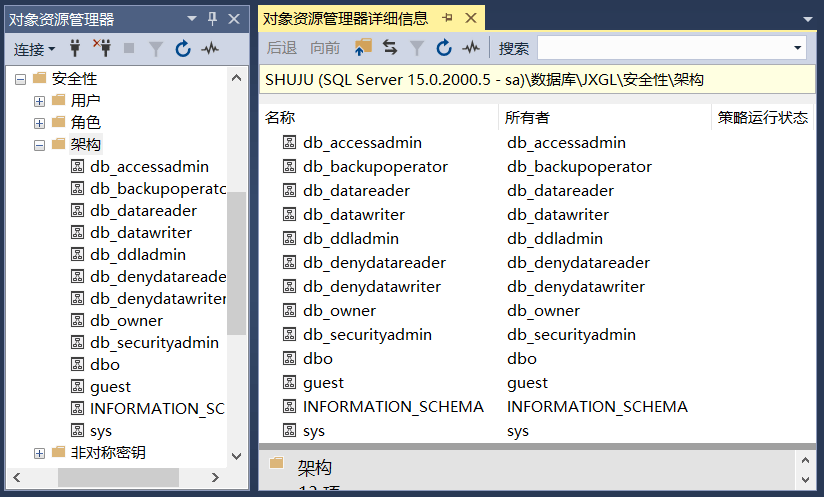 对象资源管理器
连接
安全性
用户
角色
架构
db_accessadmin
db_backupoperato
db_datareader
db_datawriter
db_ddladmin
db_denydatareade
db_denydatawriter
db_owner
db_securityadmin
dbo
guest
INFORMATION_SC
sys
非对称密钥
对象资源管理器详细信息
后退 向前 搜索
SHUJU (SQL Server 15.0.2000.5 - sa)\数据库\JXGL\安全性\架构
名称 所有者 策略运行状态
db_accessadmin db_accessadmin
db_backupoperator db_backupoperator
db_datareader db_datareader
db_datawriter db_datawriter
db_ddladmin db_ddladmin
db_denydatareader db_denydatareader
db_denydatawriter db_denydatawriter
db_owner db_owner
db_securityadmin db_securityadmin
dbo dbo
guest guest
INFORMATION_SCHEMA INFORMATION_SCHEMA
sys sys
架构